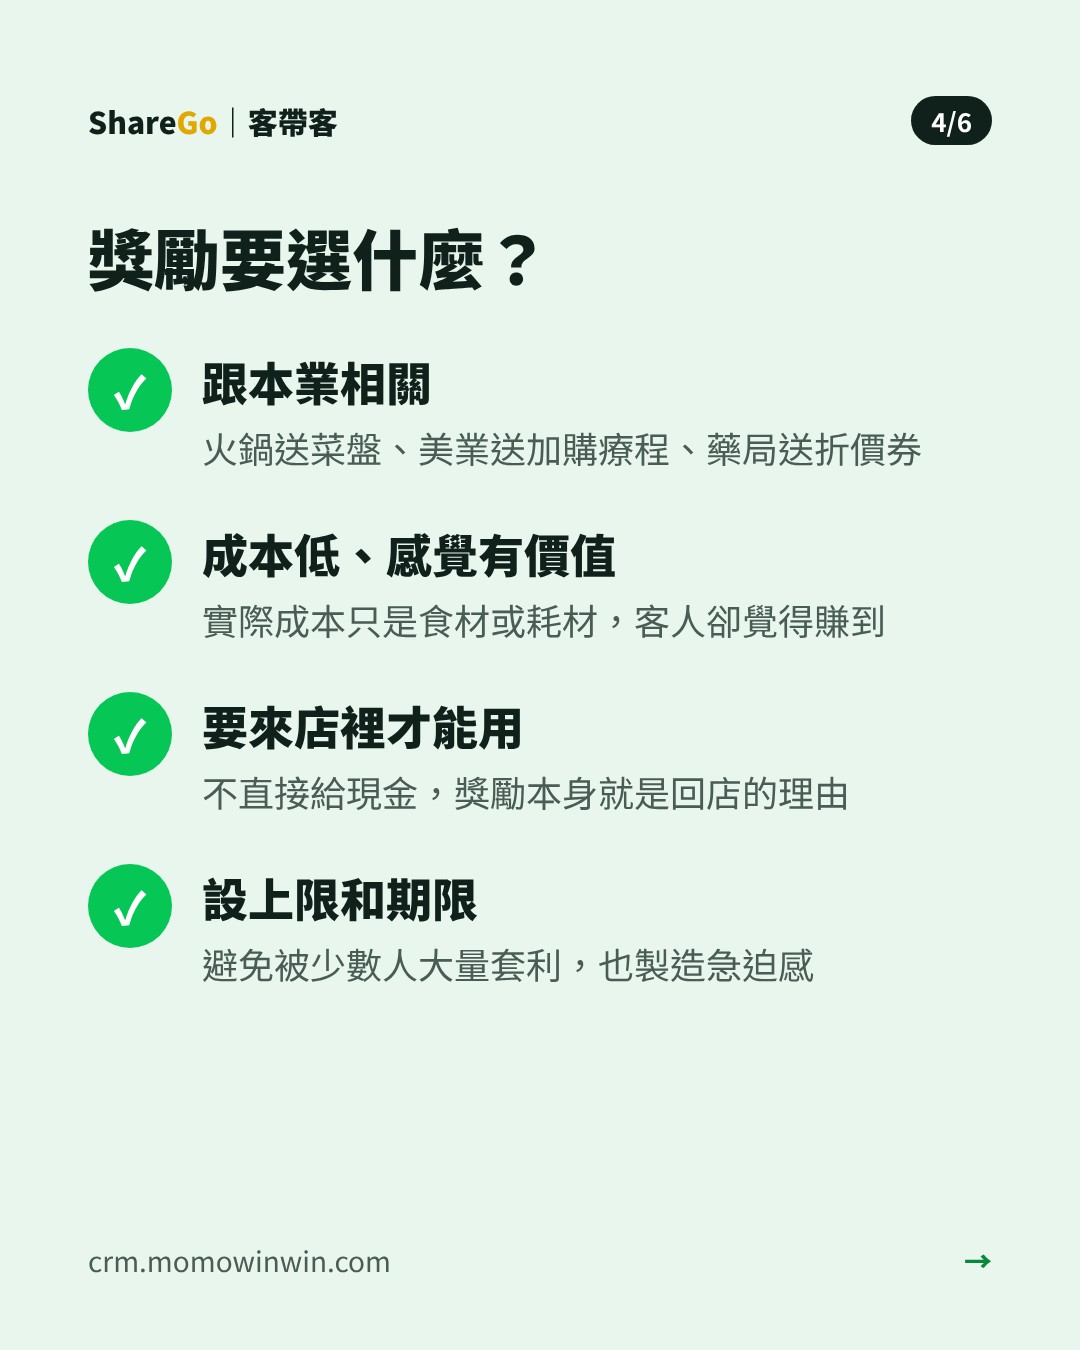 ShareGo｜客帶客
4/6
獎勵要選什麼？
✓ 跟本業相關
火鍋送菜盤、美業送加購療程、藥局送折價券
✓ 成本低、感覺有價值
實際成本只是食材或耗材，客人卻覺得賺到
✓ 要來店裡才能用
不直接給現金，獎勵本身就是回店的理由
✓ 設上限和期限
避免被少數人大量套利，也製造急迫感
crm.momowinwin.com
→